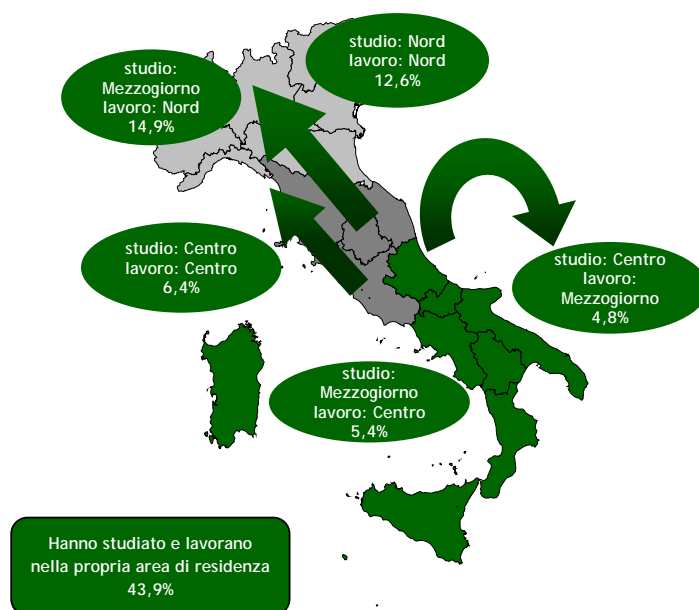 studio: Nord
lavoro: Nord
12,6%
studio:
Mezzogiorno
lavoro: Nord
14,9%
studio: Centro
lavoro: Centro
6,4%
studio: Centro
lavoro:
Mezzogiorno
4,8%
studio:
Mezzogiorno
lavoro: Centro
5,4%
Hanno studiato e lavorano
nella propria area di residenza
43,9%